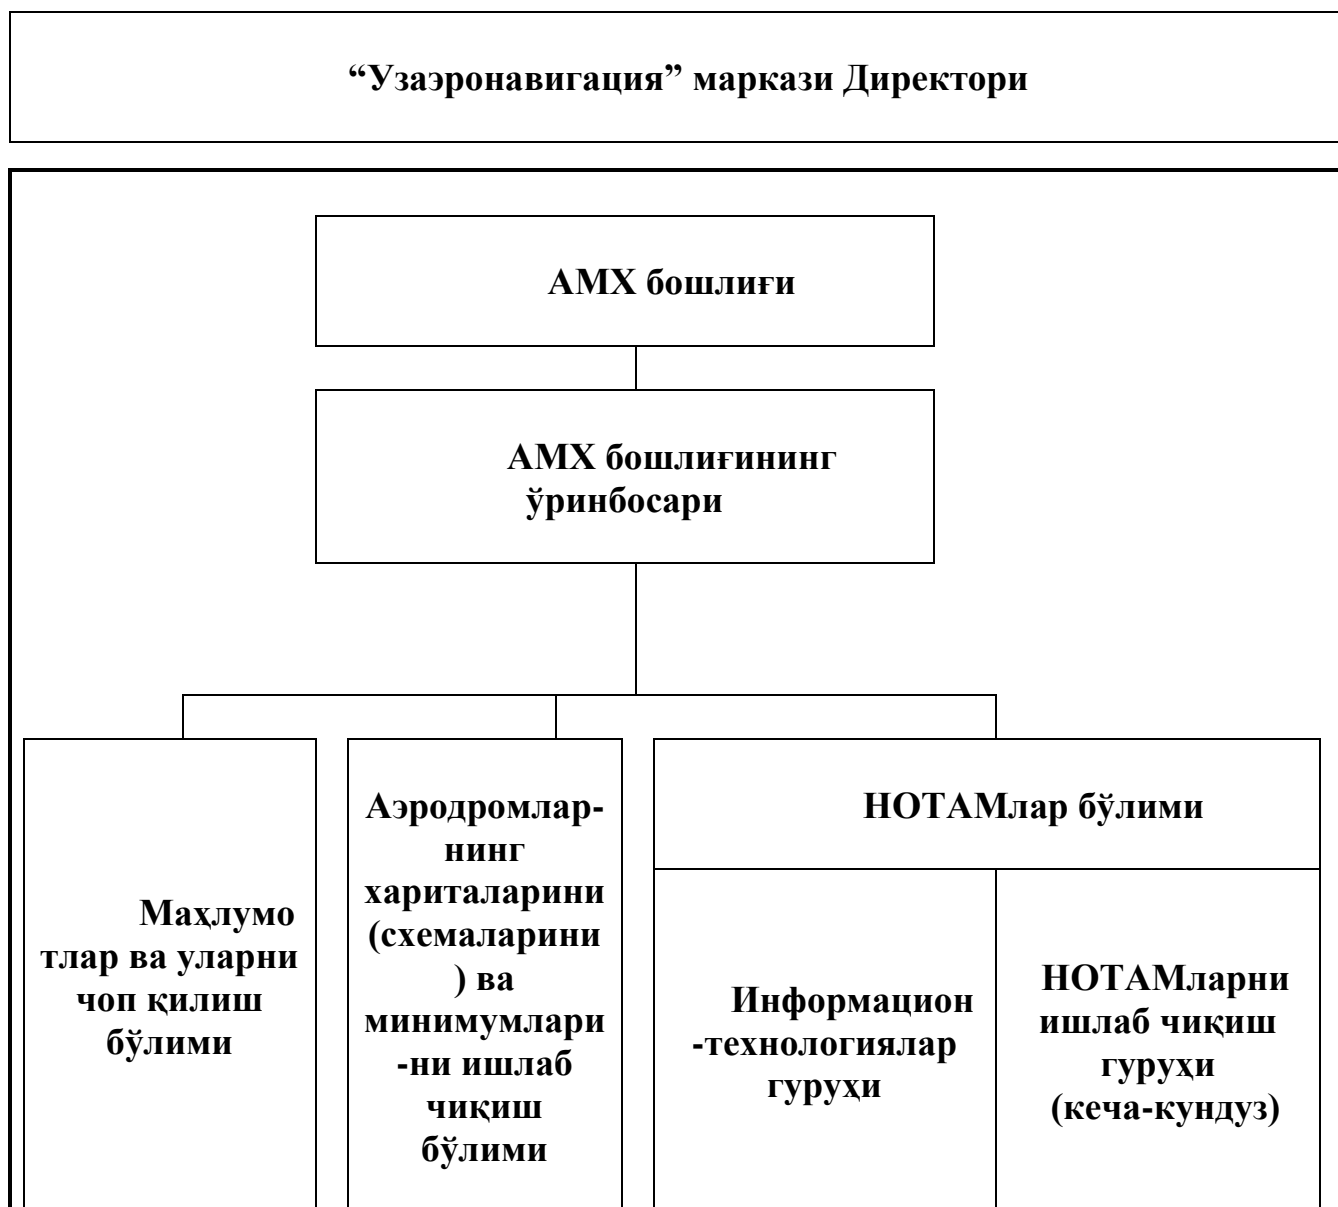 “Узаэронавигация” маркази Директори
АМХ бошлиғи
АМХ бошлиғининг
ўринбосари
Маҳлумо
тлар ва уларни
чоп қилиш
бўлими
Аэродромлар-
нинг
хариталарини
(схемаларини
) ва
минимумлари
-ни ишлаб
чиқиш
бўлими
НОТАМлар бўлими
Информацион
-технологиялар
гуруҳи
НОТАМларни
ишлаб чиқиш
гуруҳи
(кеча-кундуз)